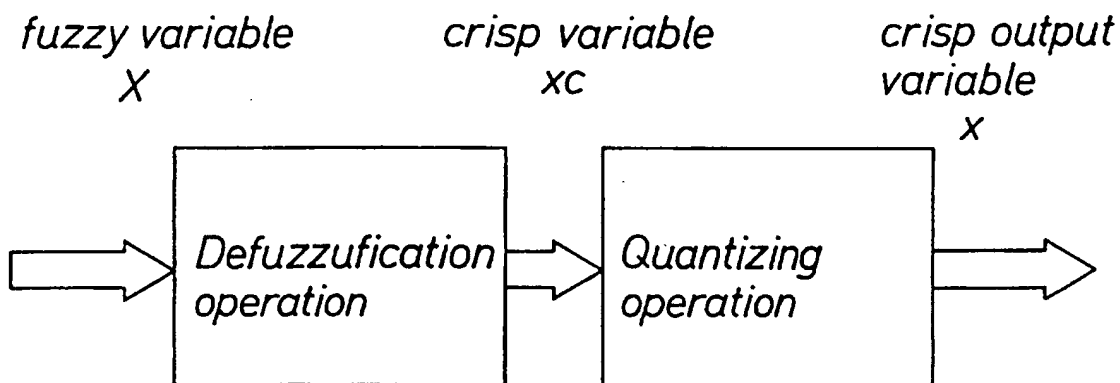 fuzzy variable
X
crisp variable
xc
crisp output
variable
x
Defuzzufication
operation
Quantizing
operation